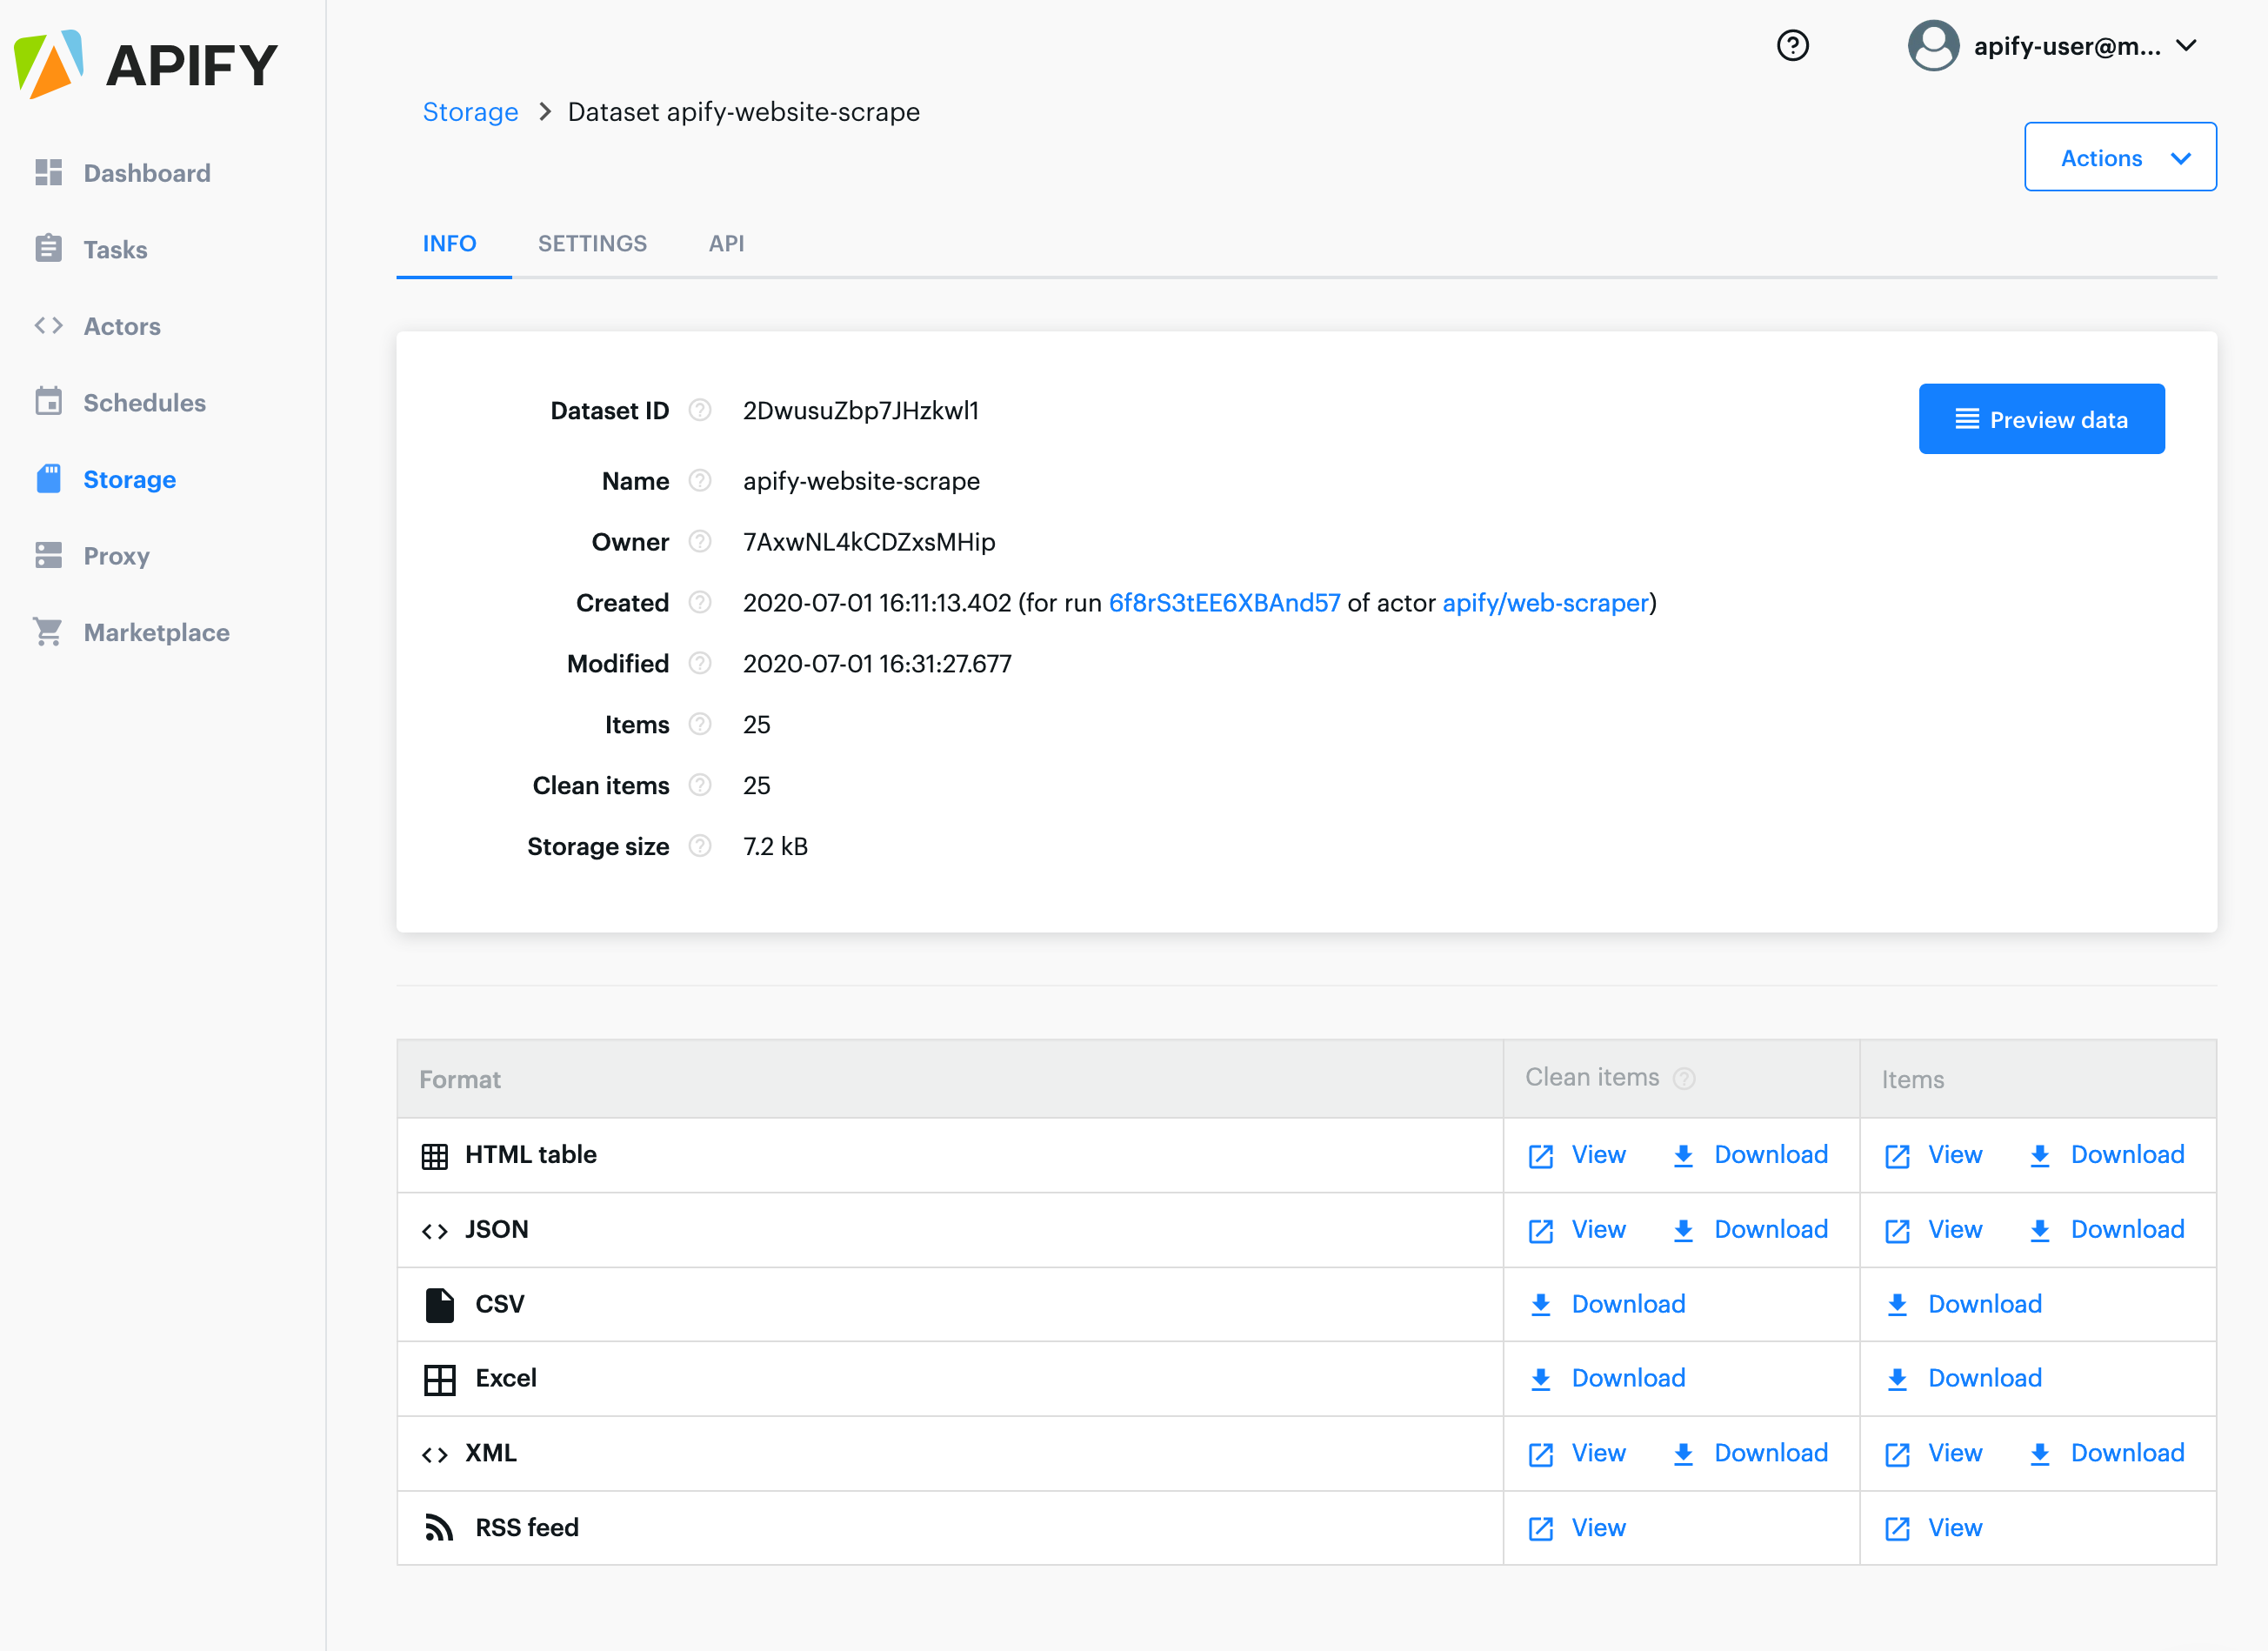 APIFY
apify-user@m...
Storage > Dataset apify-website-scrape
Actions
Dashboard
Tasks
Actors
Schedules
Storage
Proxy
Marketplace
INFO SETTINGS API
Dataset ID ? 2DwusuZbp7JHzkwl1
Preview data
Name ? apify-website-scrape
Owner ? 7AxwNL4kCDZxsMHip
Created ? 2020-07-01 16:11:13.402 (for run 6f8rS3tEE6XBAnd57 of actor apify/web-scraper)
Modified ? 2020-07-01 16:31:27.677
Items ? 25
Clean items ? 25
Storage size ? 7.2 kB
Format Clean items ? Items
HTML table View Download View Download
JSON View Download View Download
CSV Download Download
Excel Download Download
XML View Download View Download
RSS feed View View